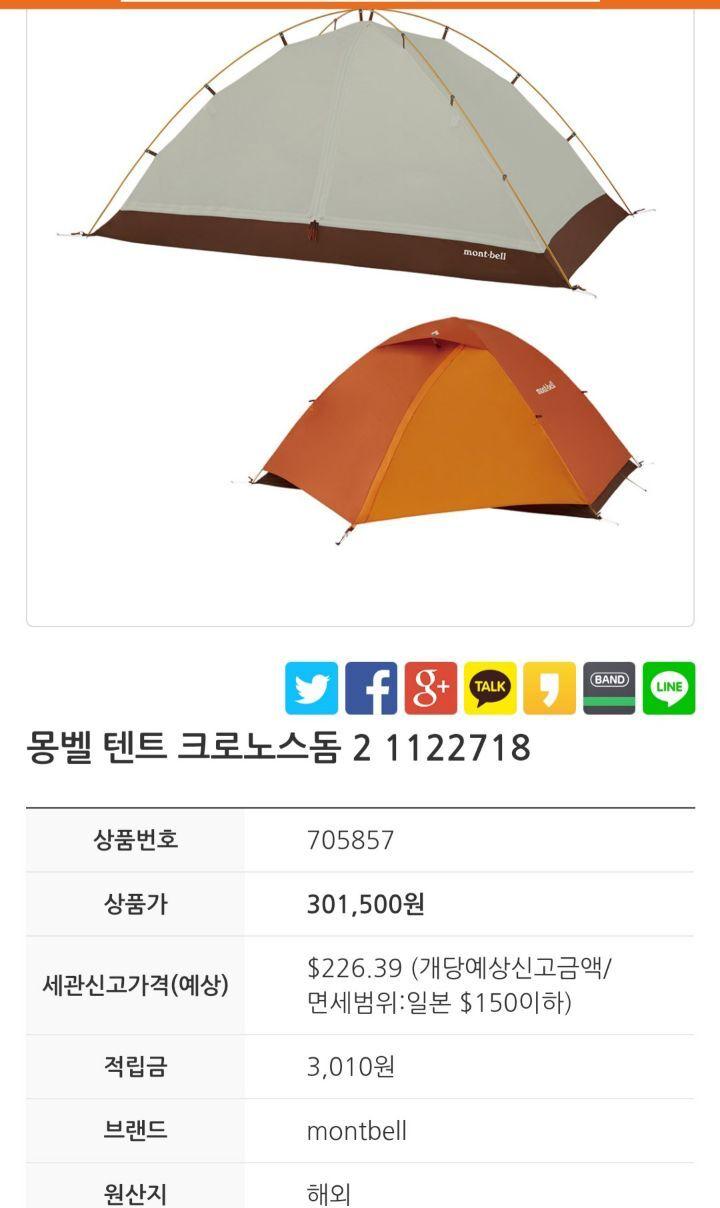 mont·bell
mont·bell
TALK
BAND
LINE
몽벨 텐트 크로노스돔 2 1122718
상품번호 705857
상품가 301,500원
세관신고가격(예상) $226.39 (개당예상신고금액/
면세범위:일본 $150이하)
적립금 3,010원
브랜드 montbell
원산지 해외